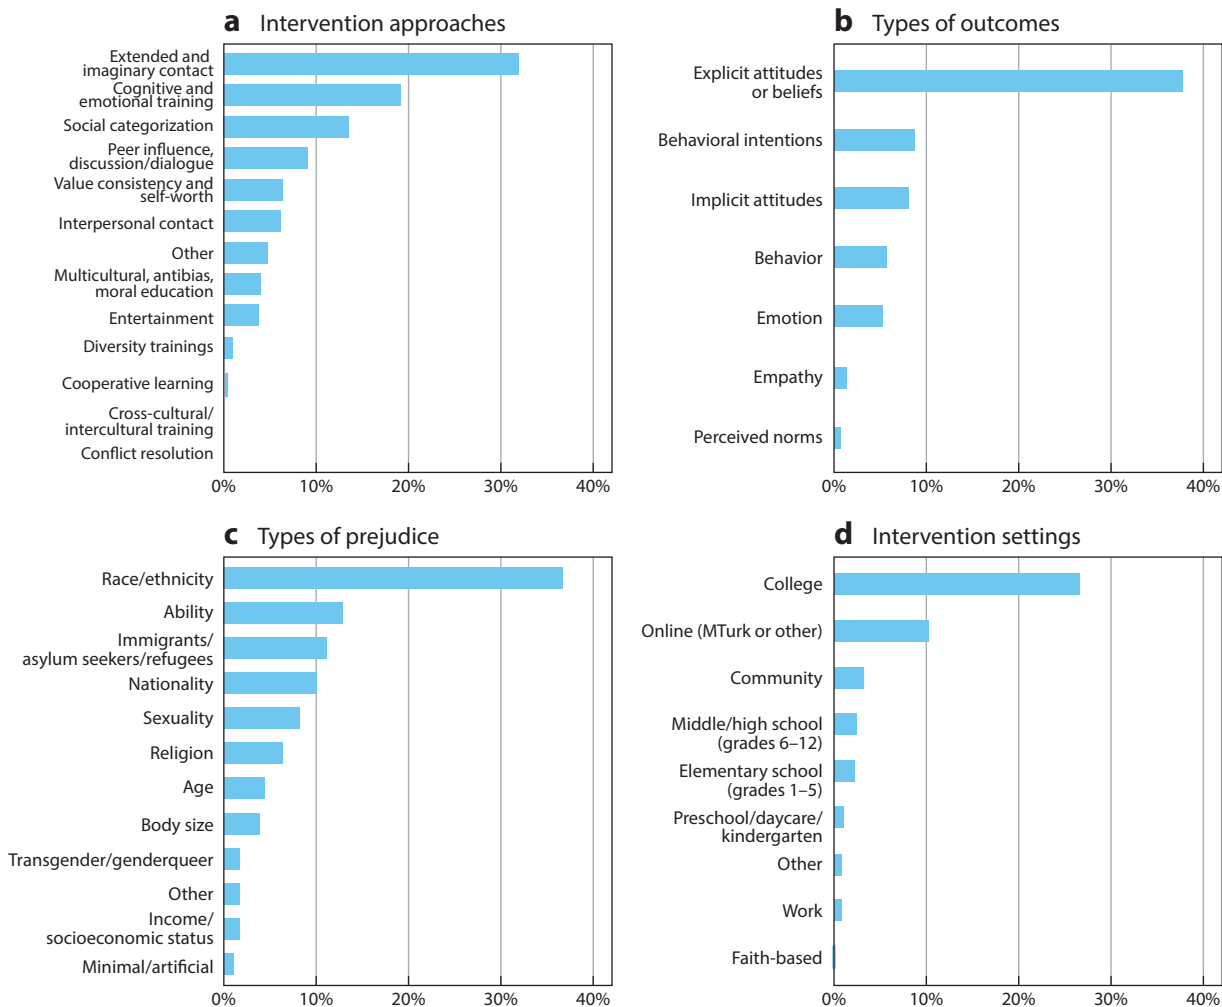 a Intervention approaches
Extended and
imaginary contact
Cognitive and
emotional training
Social categorization
Peer influence,
discussion/dialogue
Value consistency and
self-worth
Interpersonal contact
Other
Multicultural, antibias,
moral education
Entertainment
Diversity trainings
Cooperative learning
Cross-cultural/
intercultural training
Conflict resolution
0% 10% 20% 30% 40%
b Types of outcomes
Explicit attitudes
or beliefs
Behavioral intentions
Implicit attitudes
Behavior
Emotion
Empathy
Perceived norms
0% 10% 20% 30% 40%
c Types of prejudice
Race/ethnicity
Ability
Immigrants/
asylum seekers/refugees
Nationality
Sexuality
Religion
Age
Body size
Transgender/genderqueer
Other
Income/
socioeconomic status
Minimal/artificial
0% 10% 20% 30% 40%
d Intervention settings
College
Online (MTurk or other)
Community
Middle/high school
(grades 6–12)
Elementary school
(grades 1–5)
Preschool/daycare/
kindergarten
Other
Work
Faith-based
0% 10% 20% 30% 40%